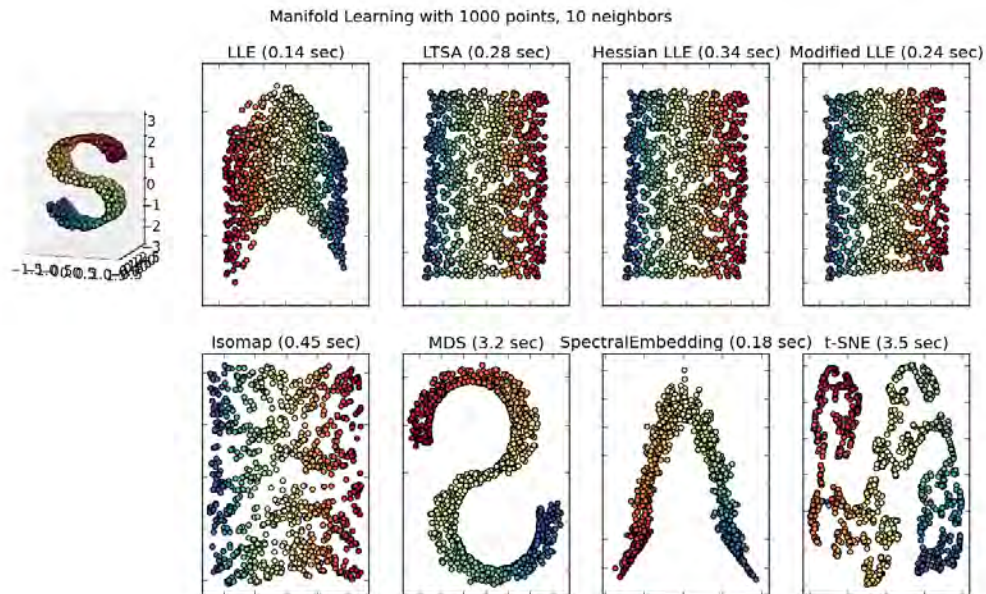 Manifold Learning with 1000 points, 10 neighbors
LLE (0.14 sec)
LTSA (0.28 sec)
Hessian LLE (0.34 sec)
Modified LLE (0.24 sec)
3
2
1
0
−1
−2
−3
Isomap (0.45 sec)
MDS (3.2 sec)
SpectralEmbedding (0.18 sec)
t-SNE (3.5 sec)